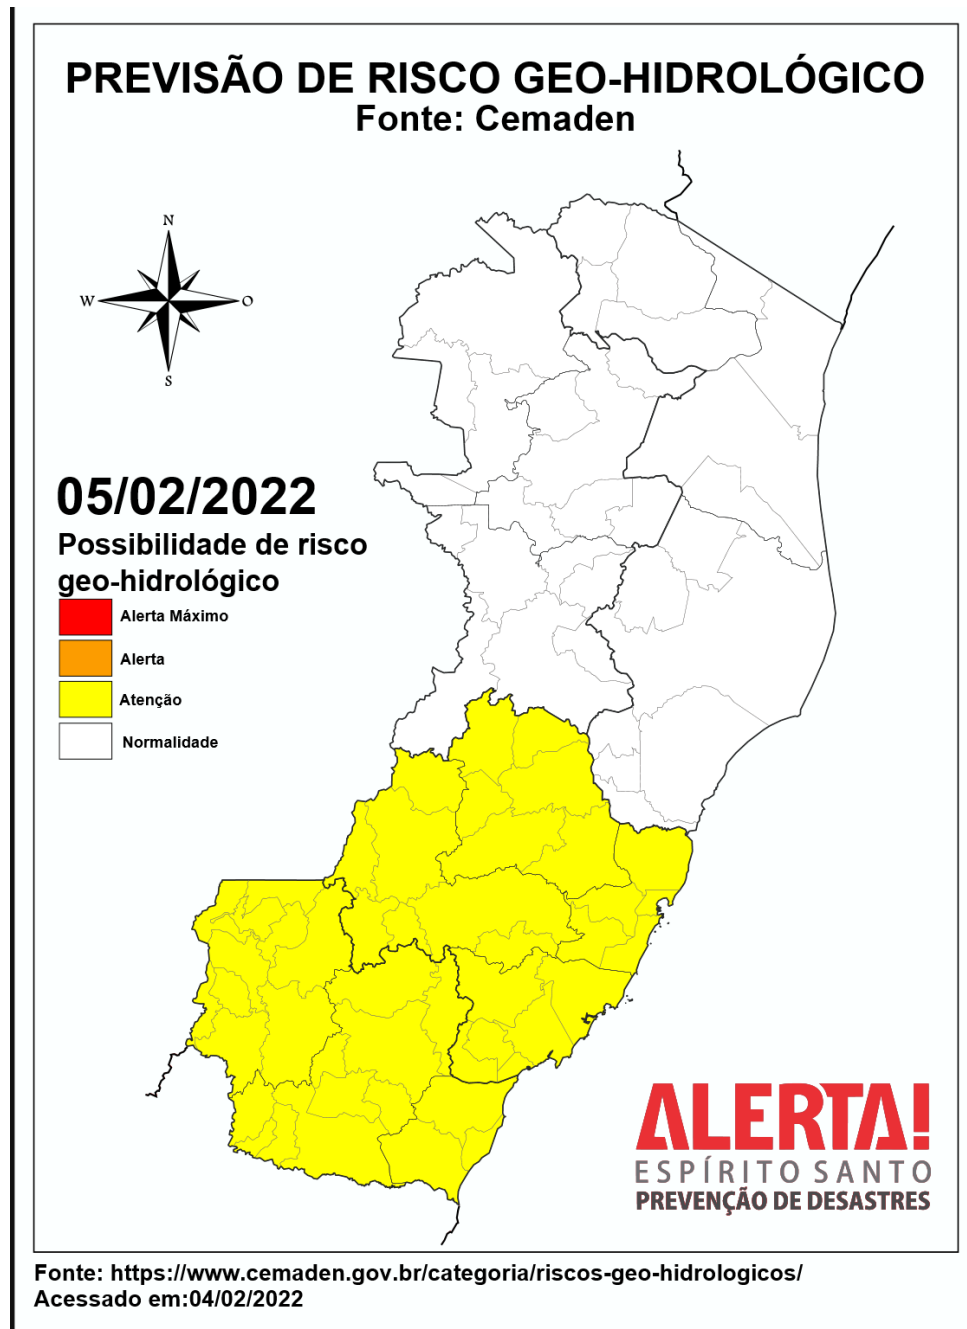 PREVISÃO DE RISCO GEO-HIDROLÓGICO
Fonte: Cemaden
N
W
O
S
05/02/2022
Possibilidade de risco
geo-hidrológico
Alerta Máximo
Alerta
Atenção
Normalidade
ALERTA!
ESPÍRITO SANTO
PREVENÇÃO DE DESASTRES
Fonte: https://www.cemaden.gov.br/categoria/riscos-geo-hidrologicos/
Acessado em:04/02/2022